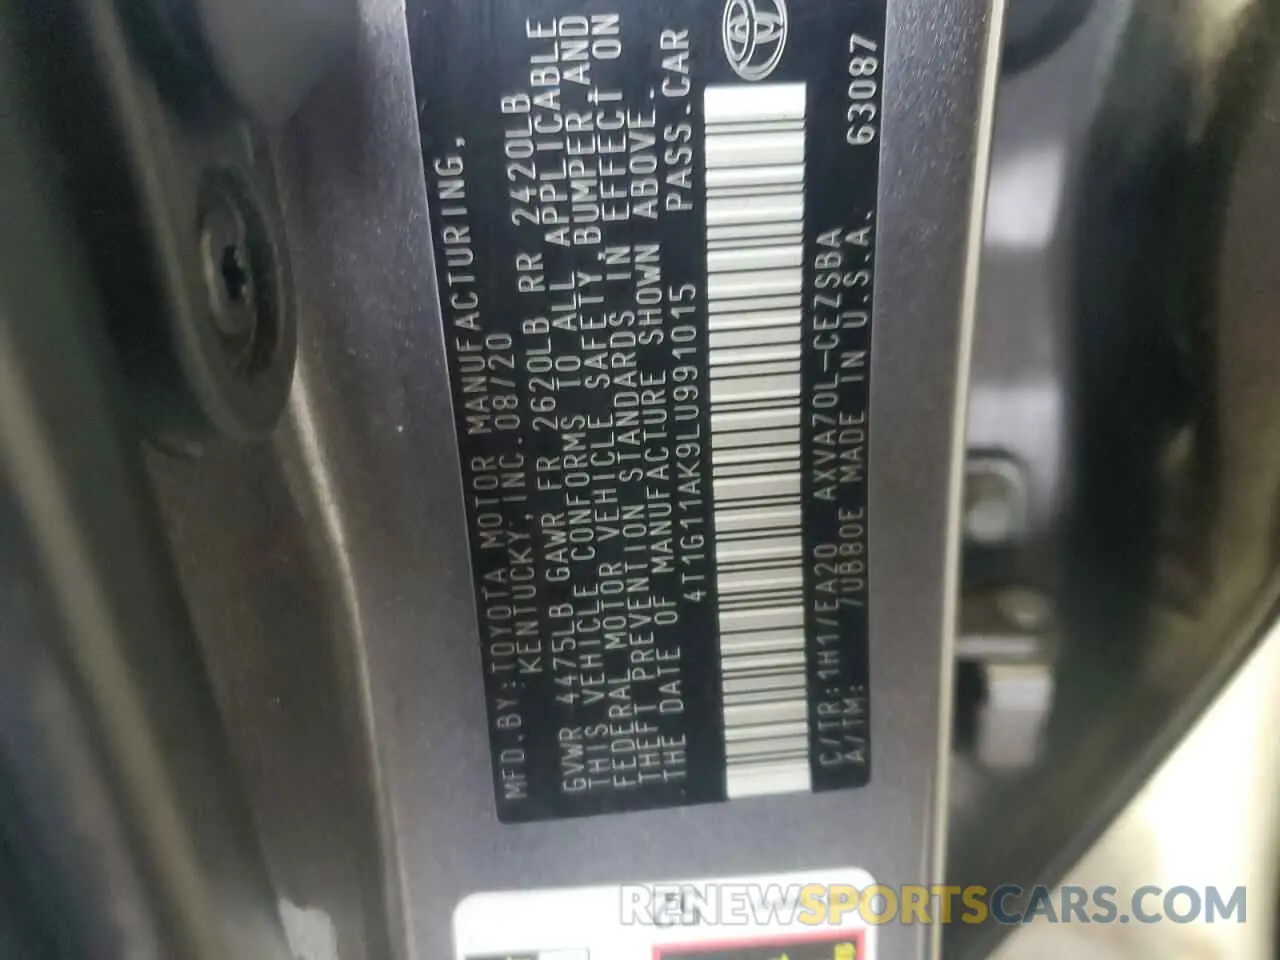 MFD.BY:TOYOTA MOTOR MANUFACTURING,
KENTUCKY, INC. 08/20
GVWR 4475LB GAWR FR 2620LB RR 2420LB
THIS VEHICLE CONFORMS TO ALL APPLICABLE
FEDERAL MOTOR VEHICLE SAFETY, BUMPER, AND
THEFT PREVENTION STANDARDS IN EFFECT ON
THE DATE OF MANUFACTURE SHOWN ABOVE.
4T1G11AK9LU991015 PASS.CAR
C/TR:1H1/EA20 AXVA70L-CEZSBA
A/TM: /UB80E MADE IN U.S.A. 63087
RENEWSPORTSCARS.COM